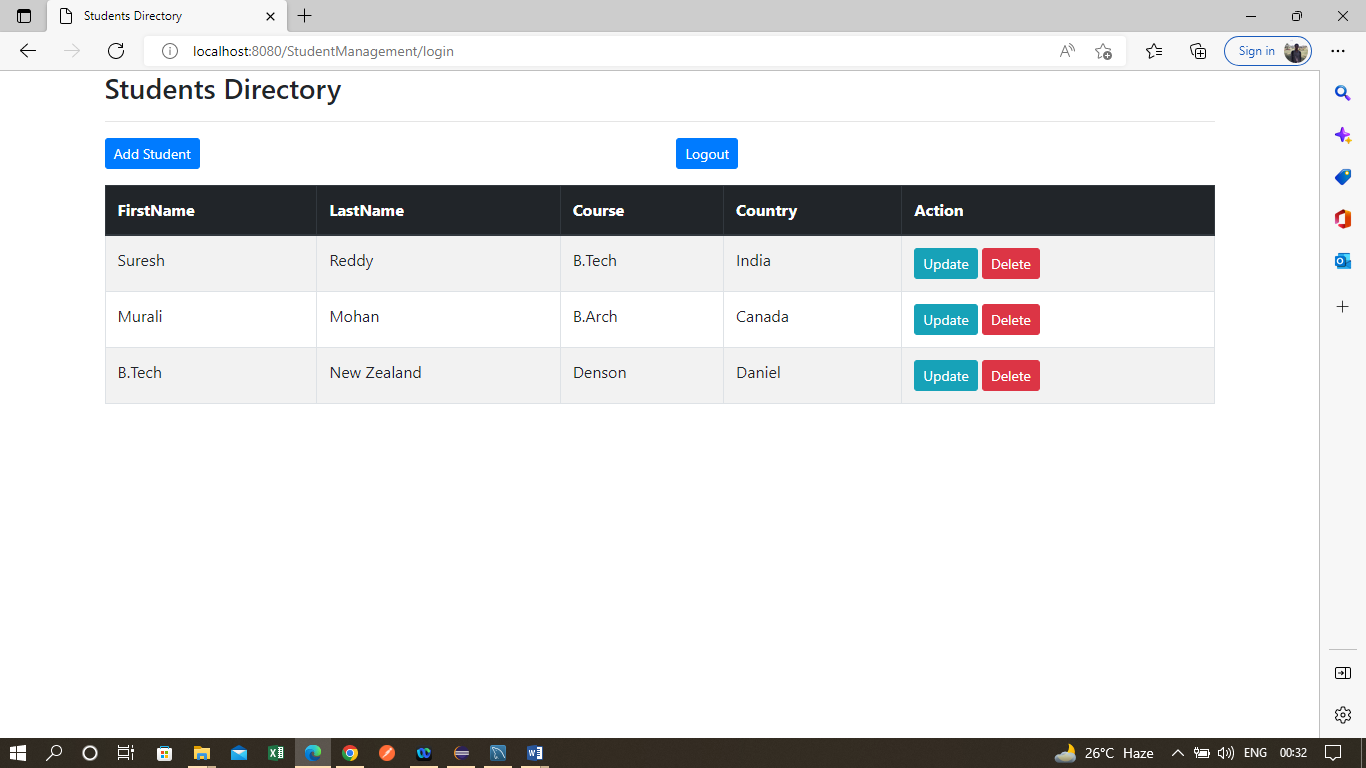 Students Directory
localhost:8080/StudentManagement/login
Sign in
Students Directory
Add Student Logout
FirstName LastName Course Country Action
Suresh Reddy B.Tech India Update Delete
Murali Mohan B.Arch Canada Update Delete
B.Tech New Zealand Denson Daniel Update Delete
26°C Haze ENG 00:32